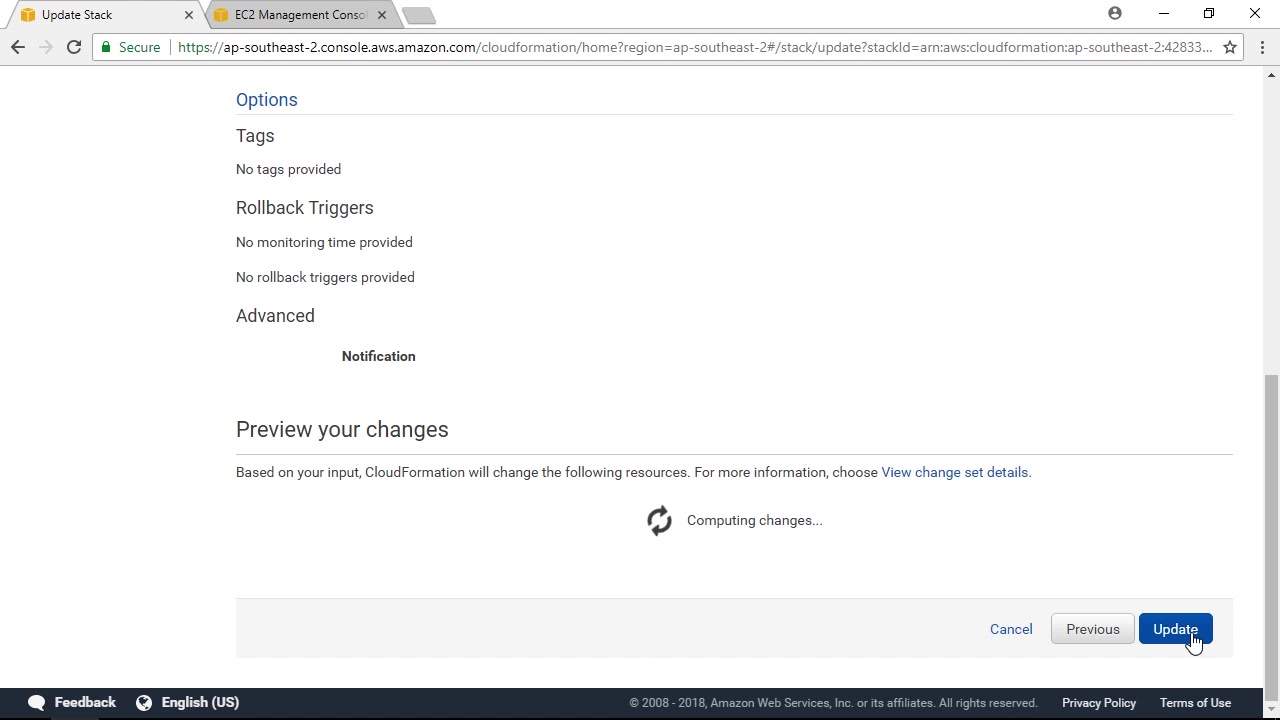 Update Stack
EC2 Management Consol
Secure
https://ap-southeast-2.console.aws.amazon.com/cloudformation/home?region=ap-southeast-2#/stack/update?stackId=arn:aws:cloudformation:ap-southeast-2:42833...
Options
Tags
No tags provided
Rollback Triggers
No monitoring time provided
No rollback triggers provided
Advanced
Notification
Preview your changes
Based on your input, CloudFormation will change the following resources. For more information, choose View change set details.
Computing changes...
Cancel Previous Update
Feedback English (US) © 2008 - 2018, Amazon Web Services, Inc. or its affiliates. All rights reserved. Privacy Policy Terms of Use